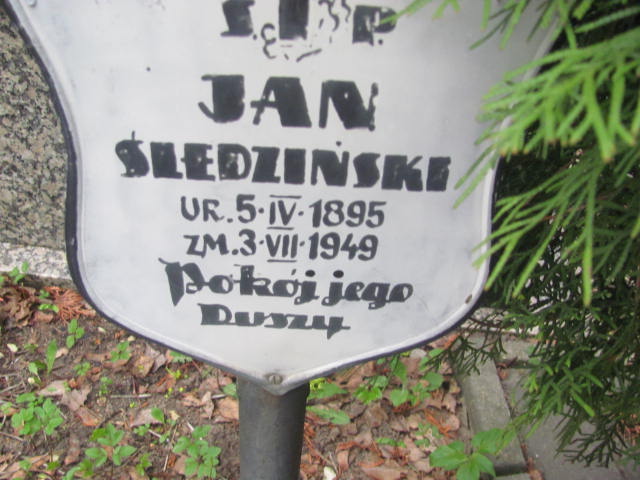 Ś. P.
JAN
ŚLEDZIŃSKI
UR. 5·IV·1895
ZM. 3·VII·1949
Pokój jego
Duszy